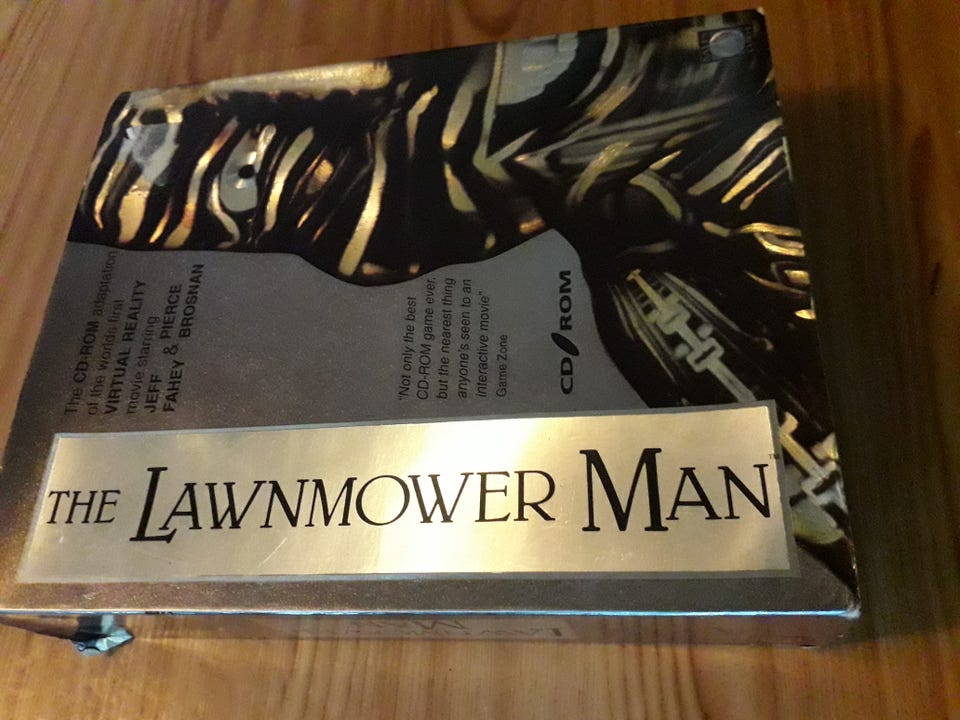 The CD-ROM adaptation
of the worlds first
VIRTUAL REALITY
movie starring
JEFF
FAHEY & PIERCE
BROSNAN
"Not only the best
CD-ROM game ever,
but the nearest thing
anyone's seen to an
interactive movie"
Game Zone
CD ROM
THE LAWNMOWER MAN™